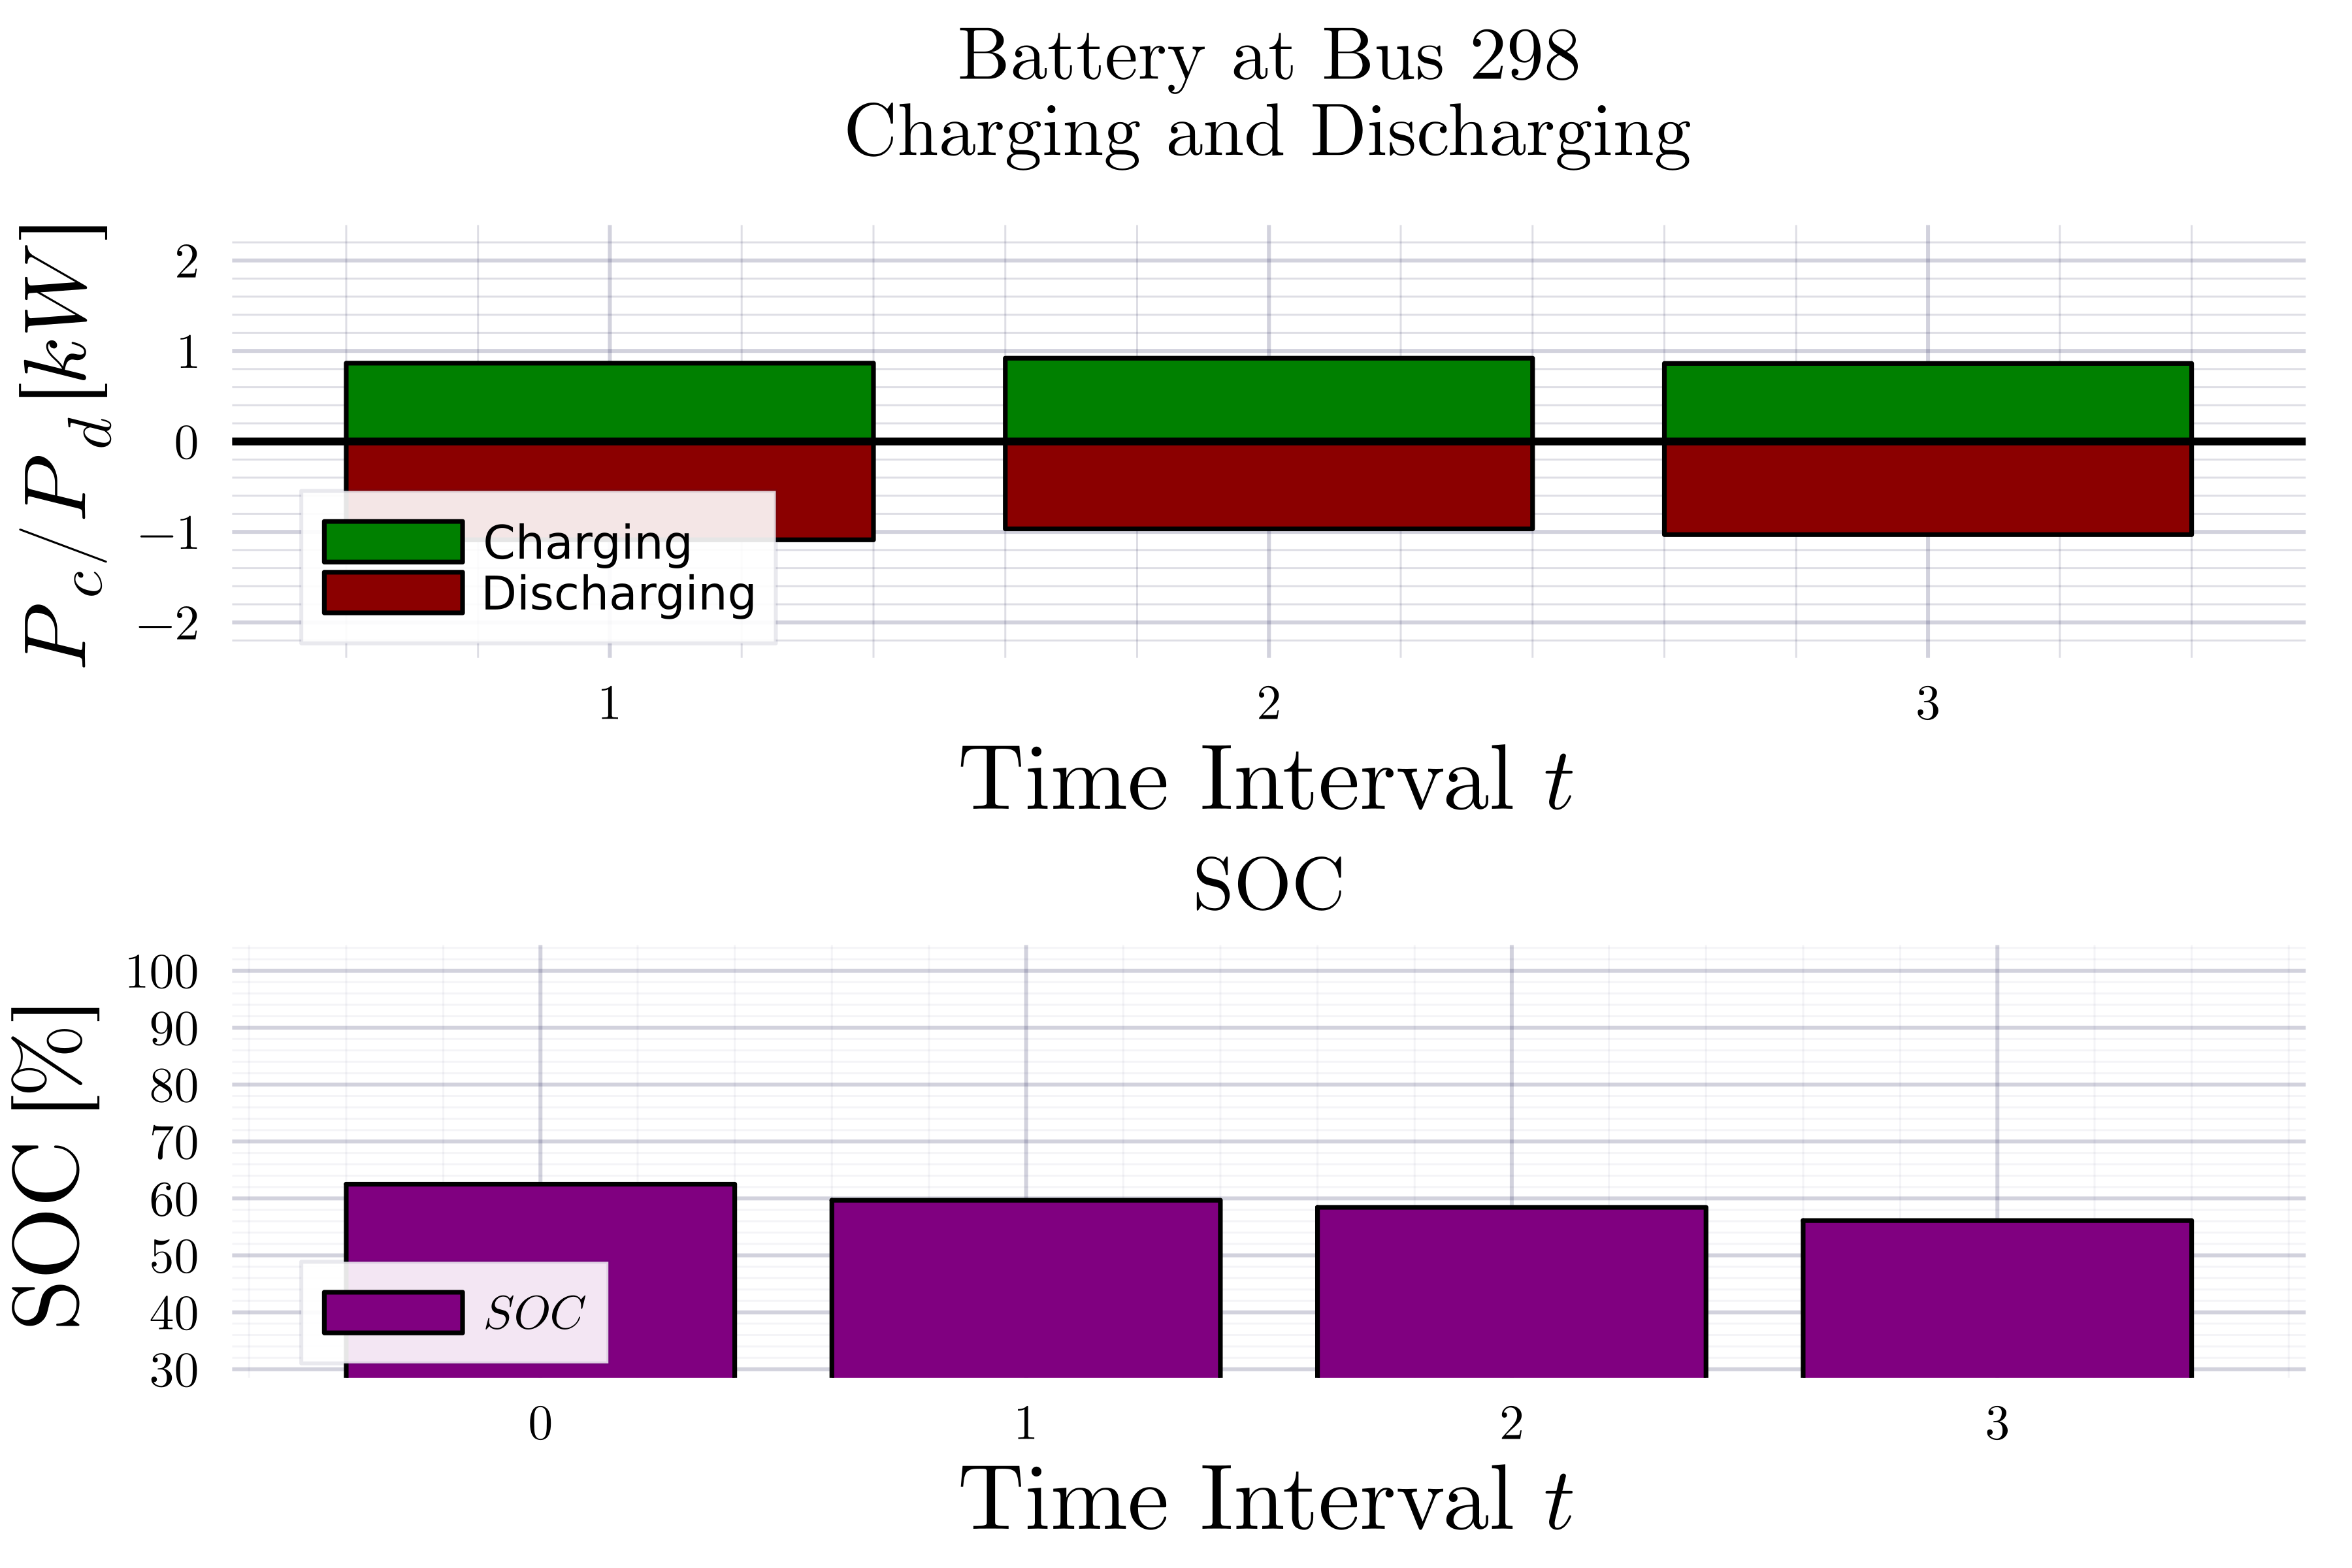 Battery at Bus 298
Charging and Discharging
P_c/P_d [kW]
2
1
0
−1
−2
Charging
Discharging
1 2 3
Time Interval t
SOC
SOC [%]
100
90
80
70
60
50
40
30
SOC
0 1 2 3
Time Interval t